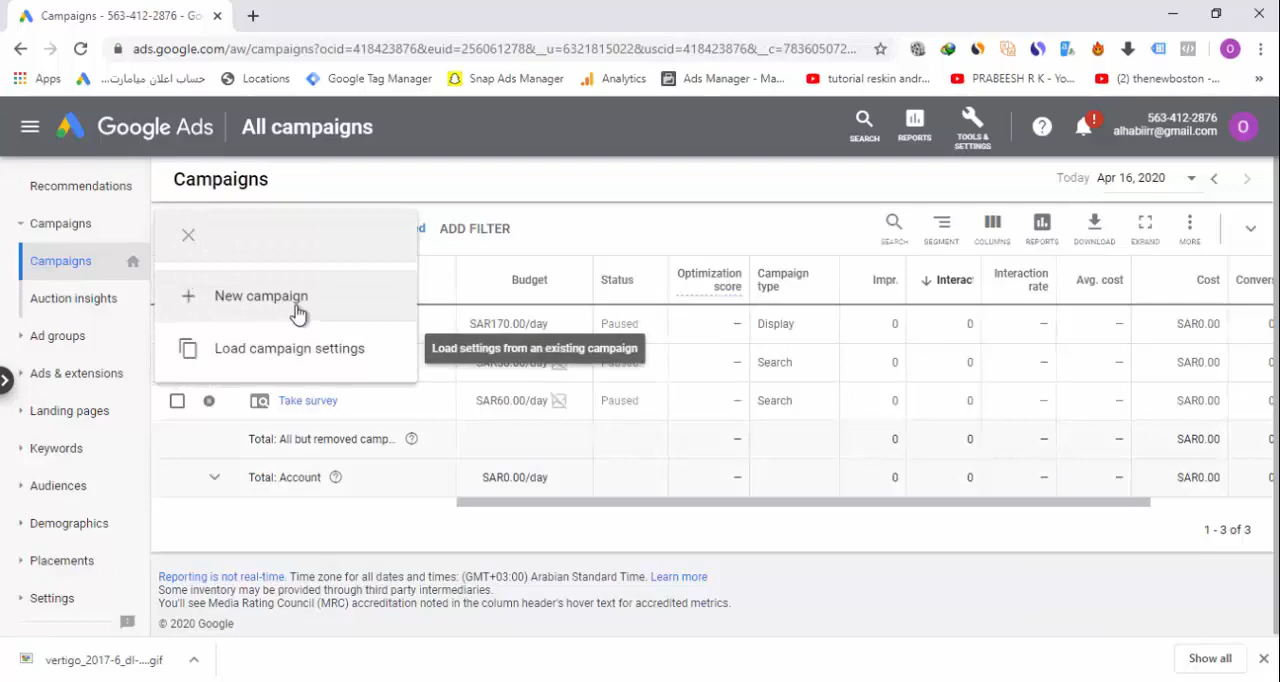 Campaigns - 563-412-2876 - Go
ads.google.com/aw/campaigns?ocid=418423876&euid=2560612778&__u=6321815022&uscid=418423876&__c=783605072...
Apps
حساب اعلان ميامارت...
Locations
Google Tag Manager
Snap Ads Manager
Analytics
Ads Manager - Ma...
tutorial reskin andr...
PRABEESH R K - Yo...
(2) thenewboston -...
»
Google Ads
All campaigns
SEARCH
REPORTS
TOOLS & SETTINGS
563-412-2876
alhabiirr@gmail.com
O
Recommendations
Campaigns
Today Apr 16, 2020
Campaigns
ADD FILTER
SEARCH
SEGMENT
COLUMNS
REPORTS
DOWNLOAD
EXPAND
MORE
Campaigns
Auction insights
Ad groups
Ads & extensions
Landing pages
Keywords
Audiences
Demographics
Placements
Settings
New campaign
Load campaign settings
Load settings from an existing campaign
Budget
Status
Optimization score
Campaign type
Impr.
Interac
Interaction rate
Avg. cost
Cost
Conver
SAR170.00/day Paused – Display 0 0 – – SAR0.00
Search 0 0 – – SAR0.00
Take survey SAR60.00/day Paused – Search 0 0 – – SAR0.00
Total: All but removed camp... – 0 0 – – SAR0.00
Total: Account SAR0.00/day – 0 0 – – SAR0.00
1 - 3 of 3
Reporting is not real-time. Time zone for all dates and times: (GMT+03:00) Arabian Standard Time. Learn more
Some inventory may be provided through third party intermediaries.
You'll see Media Rating Council (MRC) accreditation noted in the column header's hover text for accredited metrics.
© 2020 Google
vertigo_2017-6_dl-....gif
Show all